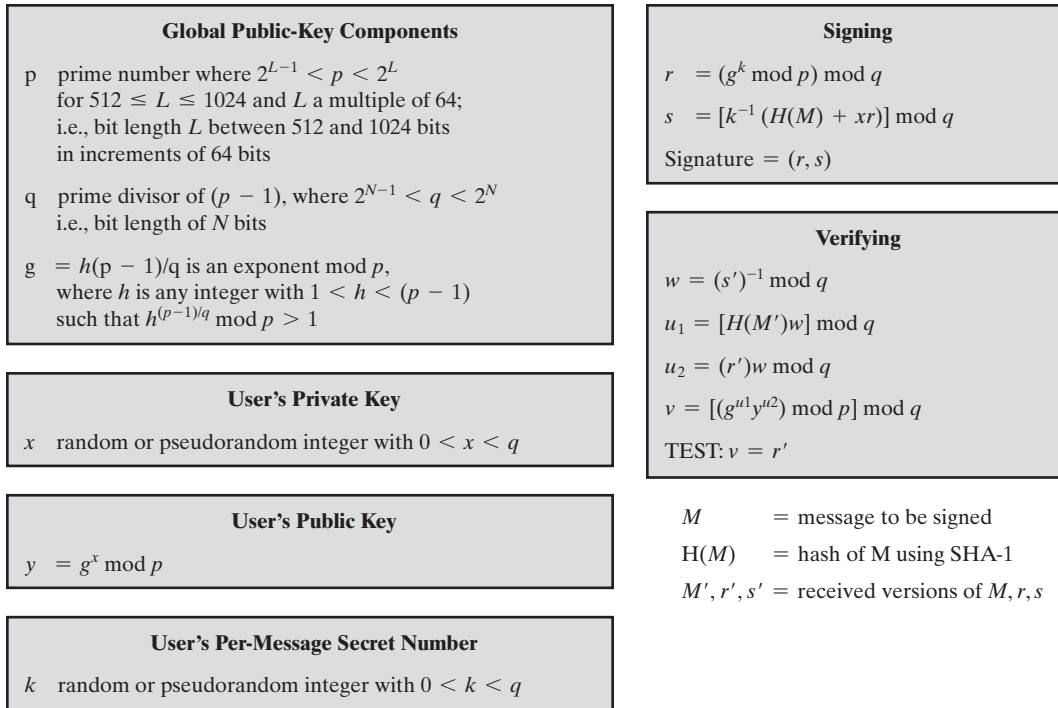 Global Public-Key Components
p prime number where 2^{L−1} < p < 2^L
for 512 ≤ L ≤ 1024 and L a multiple of 64;
i.e., bit length L between 512 and 1024 bits
in increments of 64 bits
q prime divisor of (p − 1), where 2^{N−1} < q < 2^N
i.e., bit length of N bits
g = h(p − 1)/q is an exponent mod p,
where h is any integer with 1 < h < (p − 1)
such that h^{(p−1)/q} mod p > 1
User's Private Key
x random or pseudorandom integer with 0 < x < q
User's Public Key
y = g^x mod p
User's Per-Message Secret Number
k random or pseudorandom integer with 0 < k < q
Signing
r = (g^k mod p) mod q
s = [k^{−1} (H(M) + xr)] mod q
Signature = (r, s)
Verifying
w = (s′)^{−1} mod q
u_1 = [H(M′)w] mod q
u_2 = (r′)w mod q
v = [(g^{u1}y^{u2}) mod p] mod q
TEST: v = r′
M = message to be signed
H(M) = hash of M using SHA-1
M′, r′, s′ = received versions of M, r, s